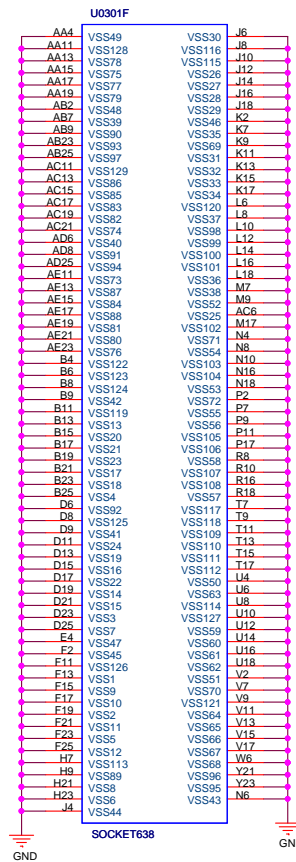 U0301F
AA4 VSS49 VSS30 J6
AA11 VSS128 VSS116 J8
AA13 VSS78 VSS115 J10
AA15 VSS75 VSS26 J12
AA17 VSS77 VSS27 J14
AA19 VSS79 VSS28 J16
AB2 VSS48 VSS29 J18
AB7 VSS39 VSS46 K2
AB9 VSS90 VSS35 K7
AB23 VSS93 VSS69 K9
AB25 VSS97 VSS31 K11
AC11 VSS129 VSS32 K13
AC13 VSS86 VSS33 K15
AC15 VSS85 VSS34 K17
AC17 VSS83 VSS120 L6
AC19 VSS82 VSS37 L8
AC21 VSS74 VSS98 L10
AD6 VSS40 VSS99 L12
AD8 VSS91 VSS100 L14
AD25 VSS94 VSS101 L16
AE11 VSS73 VSS36 L18
AE13 VSS87 VSS38 M7
AE15 VSS84 VSS52 M9
AE17 VSS88 VSS25 AC6
AE19 VSS81 VSS102 M17
AE21 VSS80 VSS71 N4
AE23 VSS76 VSS54 N8
B4 VSS122 VSS103 N10
B6 VSS123 VSS104 N16
B8 VSS124 VSS53 N18
B9 VSS42 VSS72 P2
B11 VSS119 VSS55 P7
B13 VSS13 VSS56 P9
B15 VSS20 VSS105 P11
B17 VSS21 VSS106 P17
B19 VSS23 VSS58 R8
B21 VSS17 VSS107 R10
B23 VSS18 VSS108 R16
B25 VSS4 VSS57 R18
D6 VSS92 VSS117 T7
D8 VSS125 VSS118 T9
D9 VSS41 VSS109 T11
D11 VSS24 VSS110 T13
D13 VSS19 VSS111 T15
D15 VSS16 VSS112 T17
D17 VSS22 VSS50 U4
D19 VSS14 VSS63 U6
D21 VSS15 VSS114 U8
D23 VSS3 VSS127 U10
D25 VSS7 VSS59 U12
E4 VSS47 VSS60 U14
F2 VSS45 VSS61 U16
F11 VSS126 VSS62 U18
F13 VSS1 VSS51 V2
F15 VSS9 VSS70 V7
F17 VSS10 VSS121 V9
F19 VSS2 VSS64 V11
F21 VSS11 VSS65 V13
F23 VSS5 VSS66 V15
F25 VSS12 VSS67 V17
H7 VSS113 VSS68 W6
H9 VSS89 VSS96 Y21
H21 VSS8 VSS95 Y23
H23 VSS6 VSS43 N6
J4 VSS44
SOCKET638
GND GN